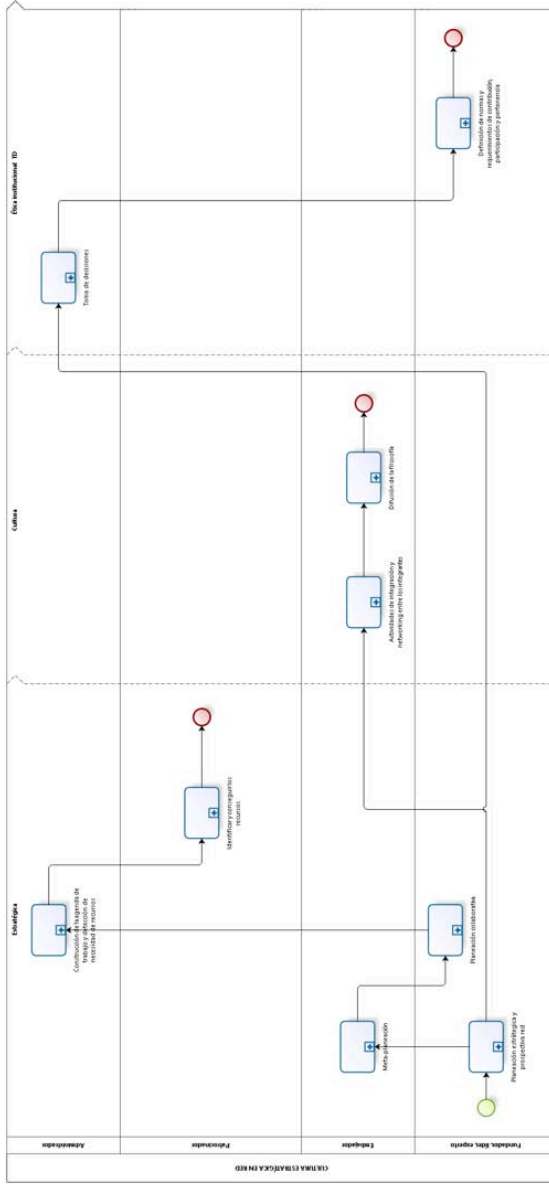 CULTURA ESTRATÉGICA EN RED
Administrador
Patrocinador
Embajador
Fundador, líder, experto
Estratégica
Cultura
Ética institucional TD
Construcción de la agenda de
trabajo y detección de
necesidad de recursos
Identificar y conseguir los
recursos
Meta-planeación
Planeación colaborativa
Planeación estratégica y
prospectiva red
Actividades de integración y
networking entre los integrantes
Difusión de la filosofía
Toma de decisiones
Definición de normas y
requerimientos de contribución,
participación y pertenencia